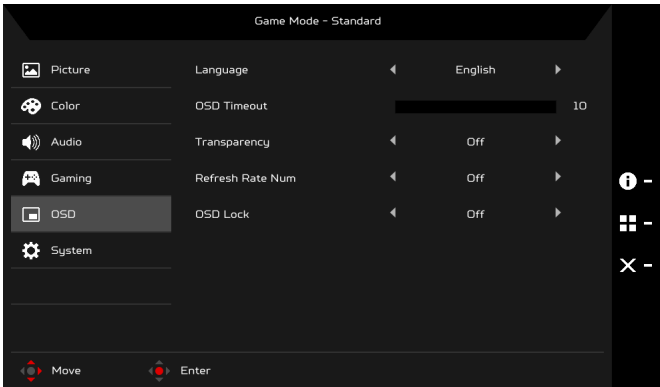 Game Mode - Standard
Picture Language English
Color OSD Timeout 10
Audio Transparency Off
Gaming Refresh Rate Num Off
OSD OSD Lock Off
System
Move Enter